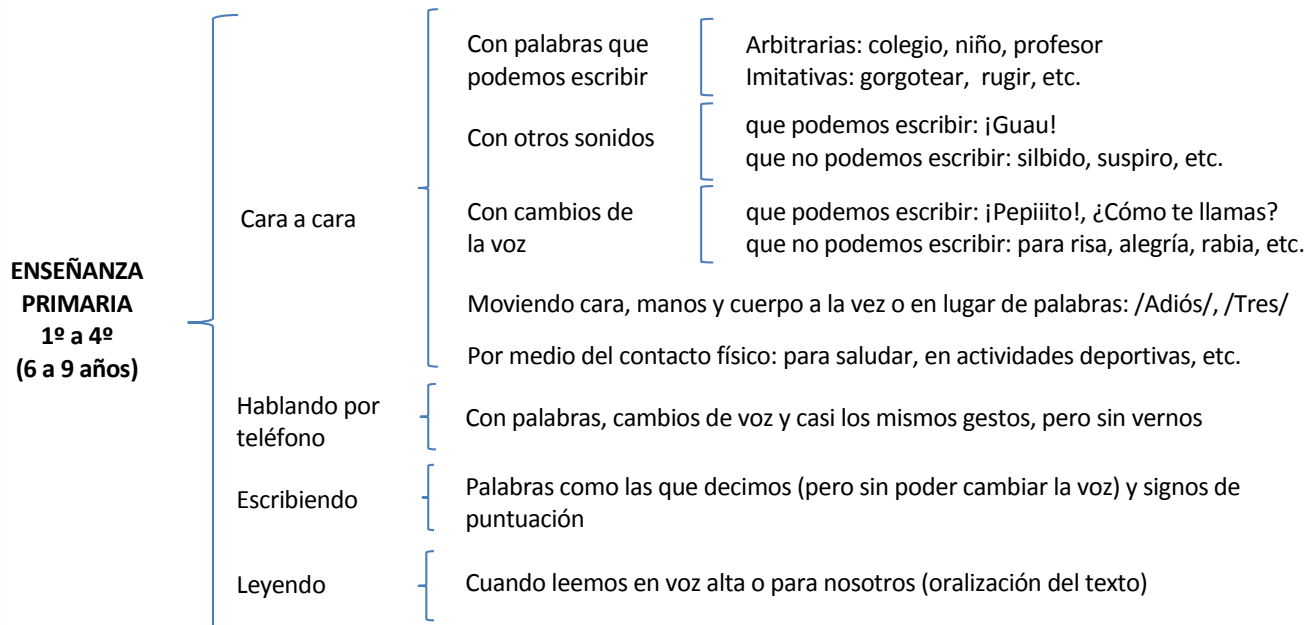 ENSEÑANZA
PRIMARIA
1º a 4º
(6 a 9 años)
Cara a cara
Con palabras que
podemos escribir
Arbitrarias: colegio, niño, profesor
Imitativas: gorgotear, rugir, etc.
Con otros sonidos
que podemos escribir: ¡Guau!
que no podemos escribir: silbido, suspiro, etc.
Con cambios de
la voz
que podemos escribir: ¡Pepiiito!, ¿Cómo te llamas?
que no podemos escribir: para risa, alegría, rabia, etc.
Moviendo cara, manos y cuerpo a la vez o en lugar de palabras: /Adiós/, /Tres/
Por medio del contacto físico: para saludar, en actividades deportivas, etc.
Hablando por
teléfono
Con palabras, cambios de voz y casi los mismos gestos, pero sin vernos
Escribiendo
Palabras como las que decimos (pero sin poder cambiar la voz) y signos de
puntuación
Leyendo
Cuando leemos en voz alta o para nosotros (oralización del texto)